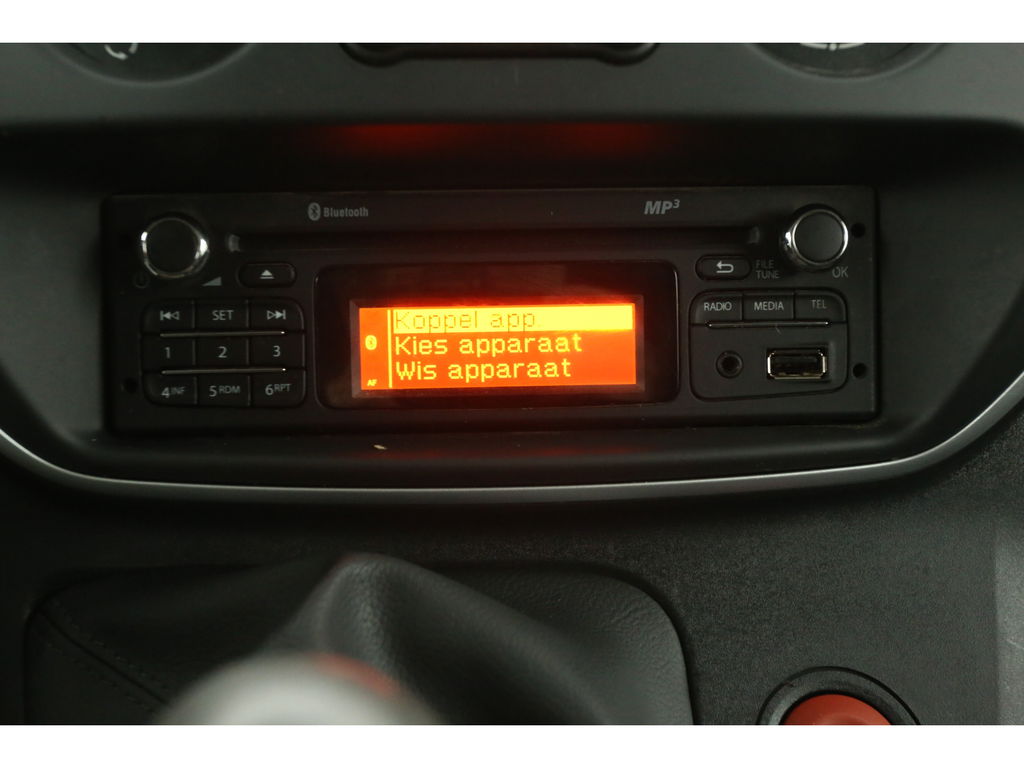 Bluetooth
MP3
FILE
TUNE
OK
SET
RADIO MEDIA TEL
1 2 3
4INF 5RDM 6RPT
Koppel app
Kies apparaat
Wis apparaat
AF